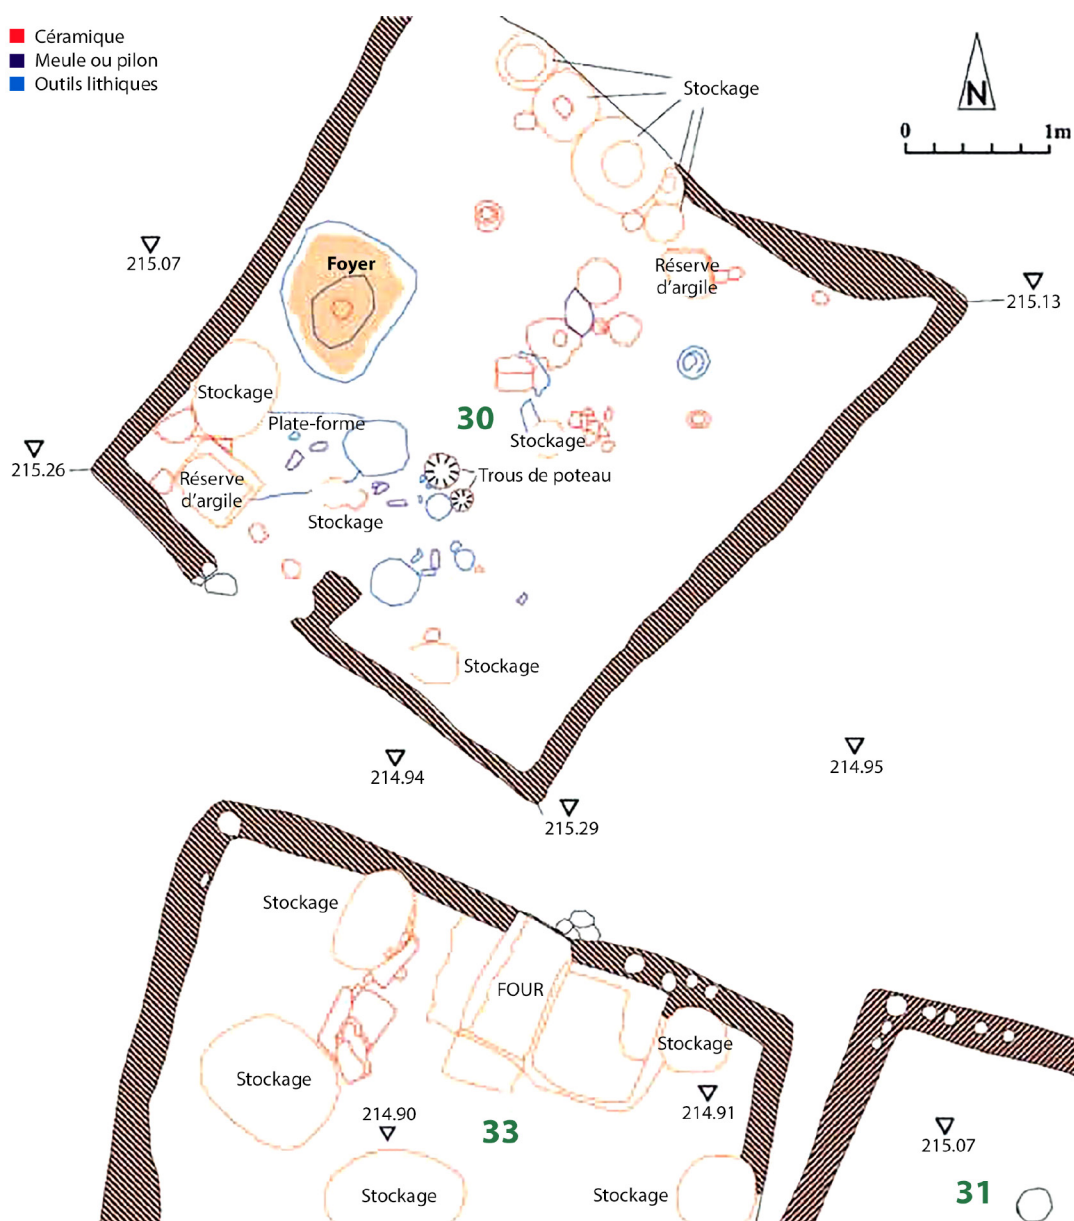 Céramique
Meule ou pilon
Outils lithiques
Stockage
N
0 1m
215.07
Foyer
Réserve
d'argile
215.13
Stockage
Plate-forme
30
Stockage
215.26
Réserve
d'argile
Trous de poteau
Stockage
Stockage
214.94
214.95
215.29
Stockage
FOUR
Stockage
Stockage
214.90
214.91
33
215.07
Stockage
Stockage
31